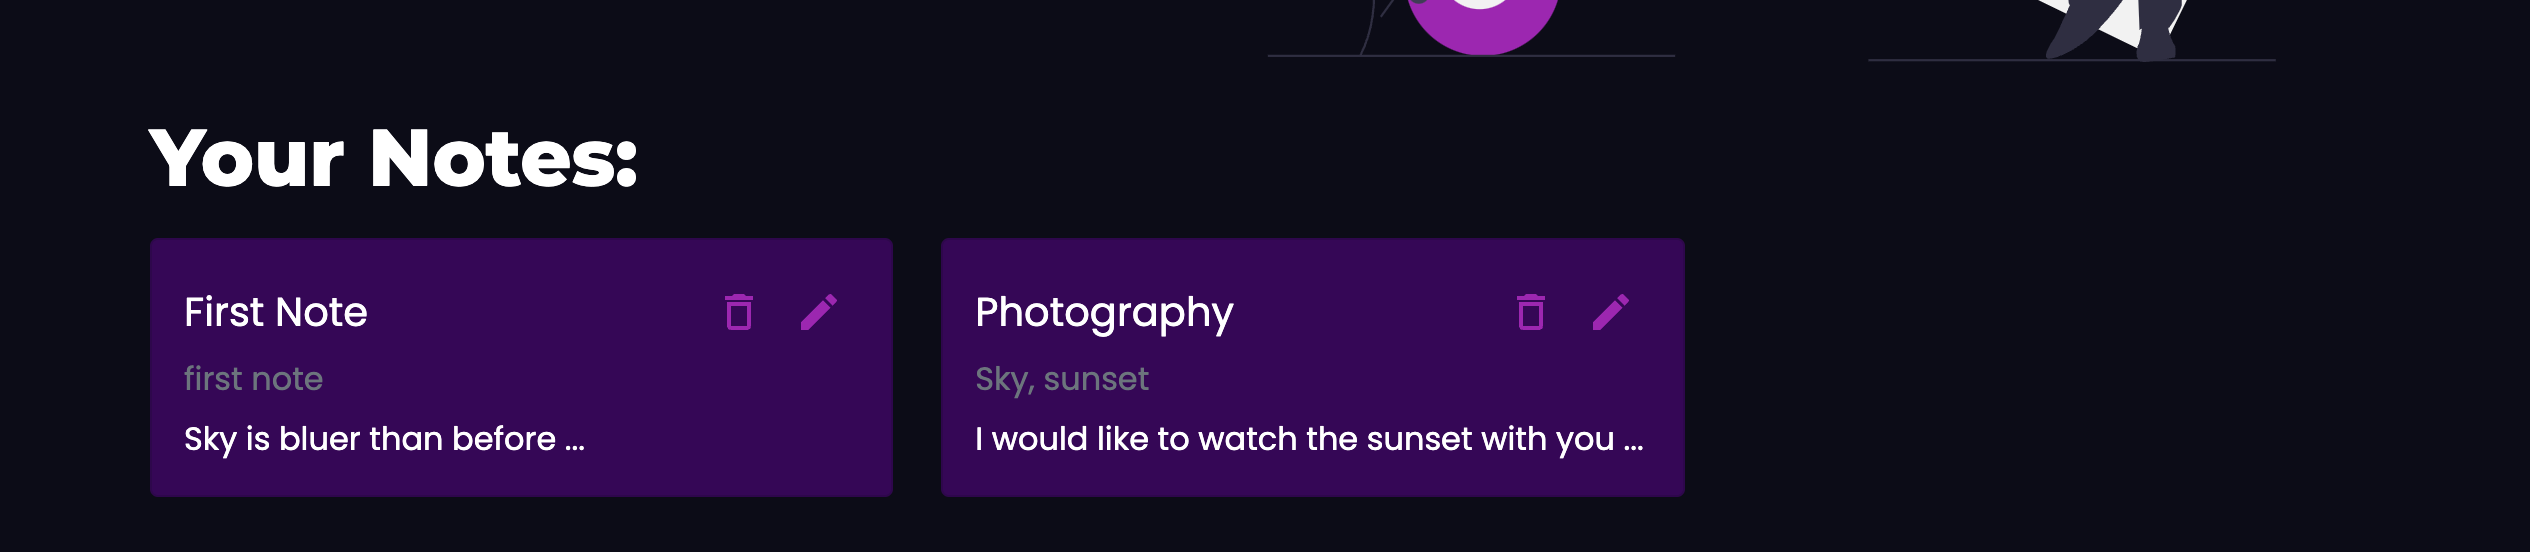 Your Notes:
First Note
first note
Sky is bluer than before ...
Photography
Sky, sunset
I would like to watch the sunset with you ...